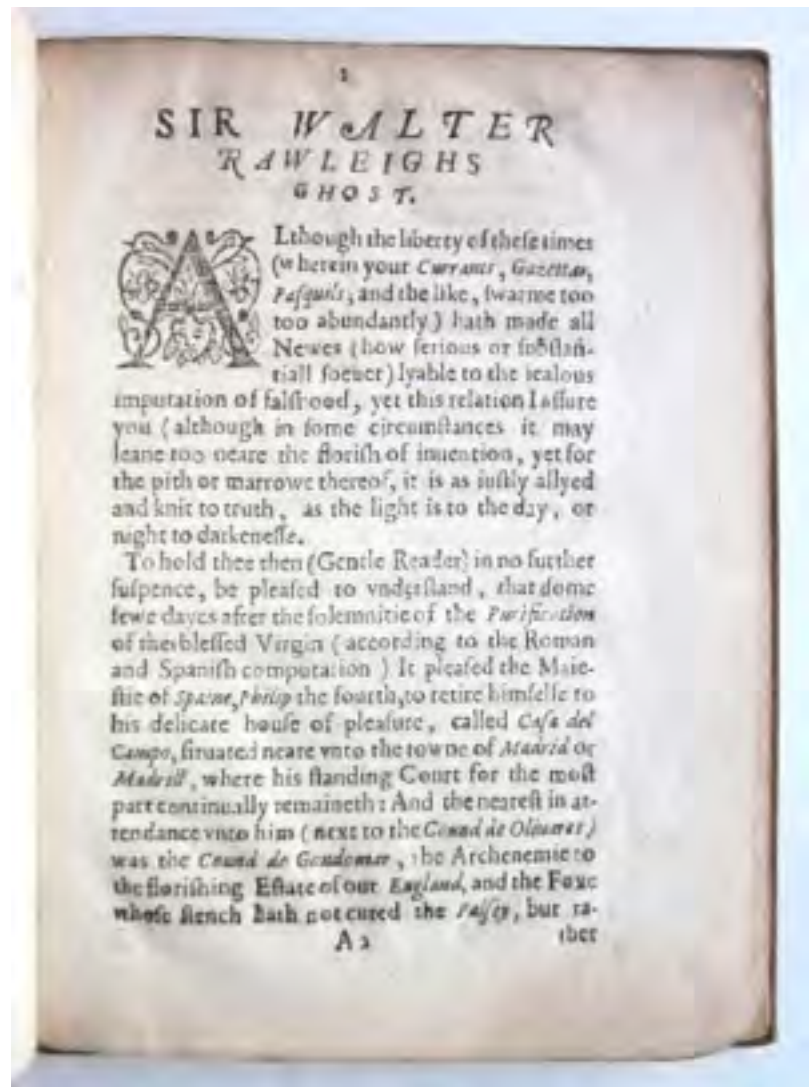 1
SIR WALTER
RAWLEIGHS
GHOST.
ALthough the liberty of theſe times
(wherein your Currants, Gazettas,
Paſquils, and the like, ſwarme too
too abundantly) hath made all
Newes (how ſerious or ſubſtañ-
tiall ſoeuer) lyable to the iealous
imputation of falſhood, yet this relation I aſſure
you (although in ſome circumſtances it may
leane too neare the floriſh of inuention, yet for
the pith or marrowe thereof, it is as iuſtly allyed
and knit to truth, as the light is to the day, or
night to darkeneſſe.
To hold thee then (Gentle Reader) in no further
ſuſpence, be pleaſed to vnderſtand, that ſome
fewe dayes after the ſolemnitie of the Purification
of the bleſſed Virgin (according to the Roman
and Spaniſh computation) It pleaſed the Maie-
ſtie of Spaine, Philip the fourth, to retire himſelfe to
his delicate houſe of pleaſure, called Caſa del
Campo, ſituated neare vnto the towne of Madrid or
Madrill, where his ſtanding Court for the moſt
part continually remaineth: And the neareſt in at-
tendance vnto him (next to the Cound de Oliuares)
was the Cound de Gondomar, the Archenemie to
the floriſhing Eſtate of our England, and the Foxe
whoſe ſtench hath not cured the Palſey, but ra-
A2 ther